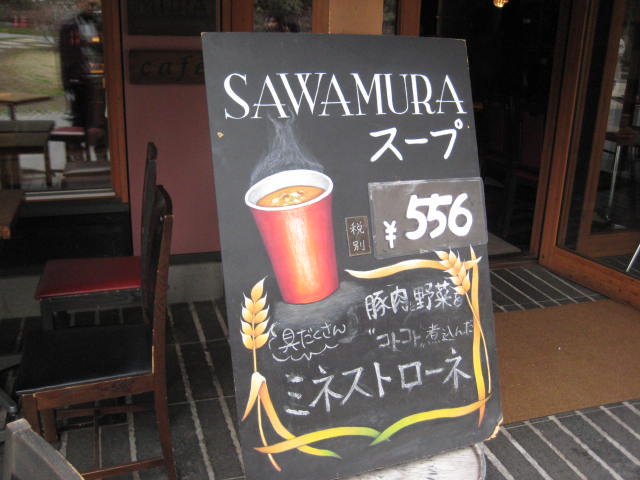 cafe
SAWAMURA
スープ
税別
¥556
豚肉と野菜を
具だくさん
"コトコト"煮込んだ
ミネストローネ